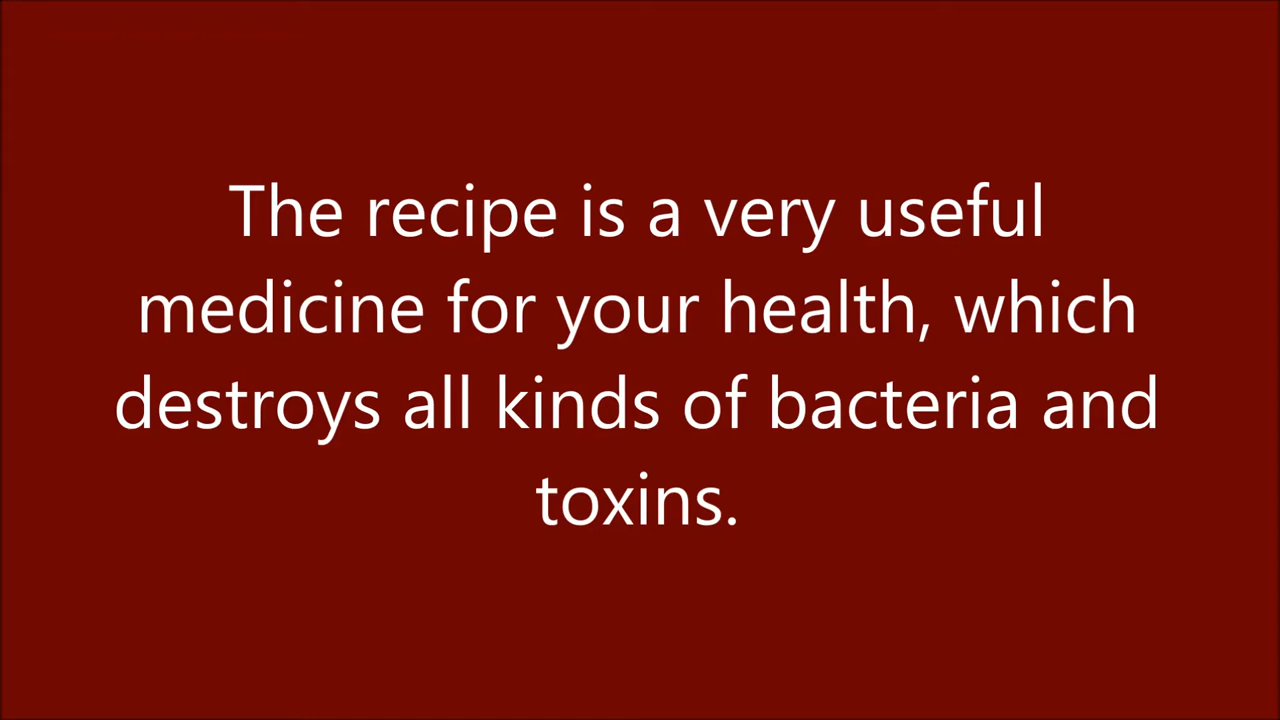 The recipe is a very useful
medicine for your health, which
destroys all kinds of bacteria and
toxins.